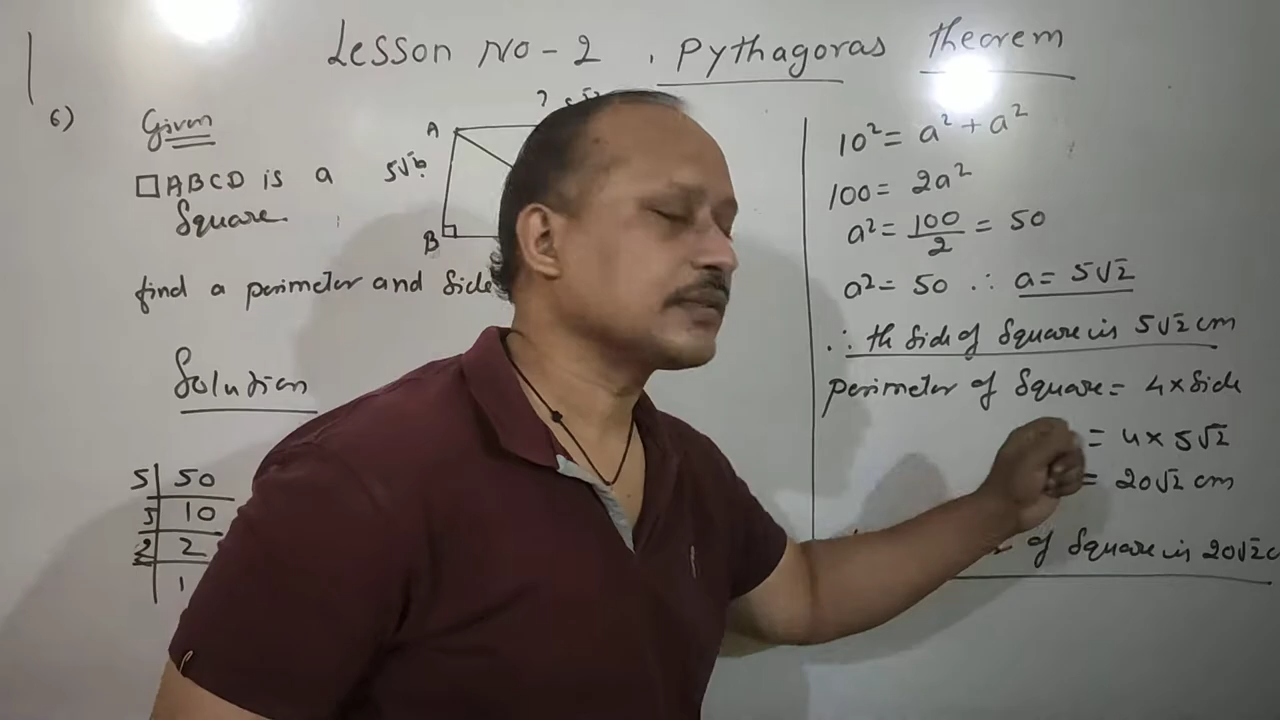 Lesson No-2 . Pythagoras theorem
6) Given
□ABCD is a
Square
find a perimeter and Side
Solution
5 | 50
5 | 10
2 | 2
1
A
5√2
B
?
10² = a² + a²
100 = 2a²
a² = 100/2 = 50
a² = 50 ∴ a = 5√2
∴ th Side of Square is 5√2 cm
perimeter of Square = 4 × Side
= 4 × 5√2
= 20√2 cm
of Square is 20√2